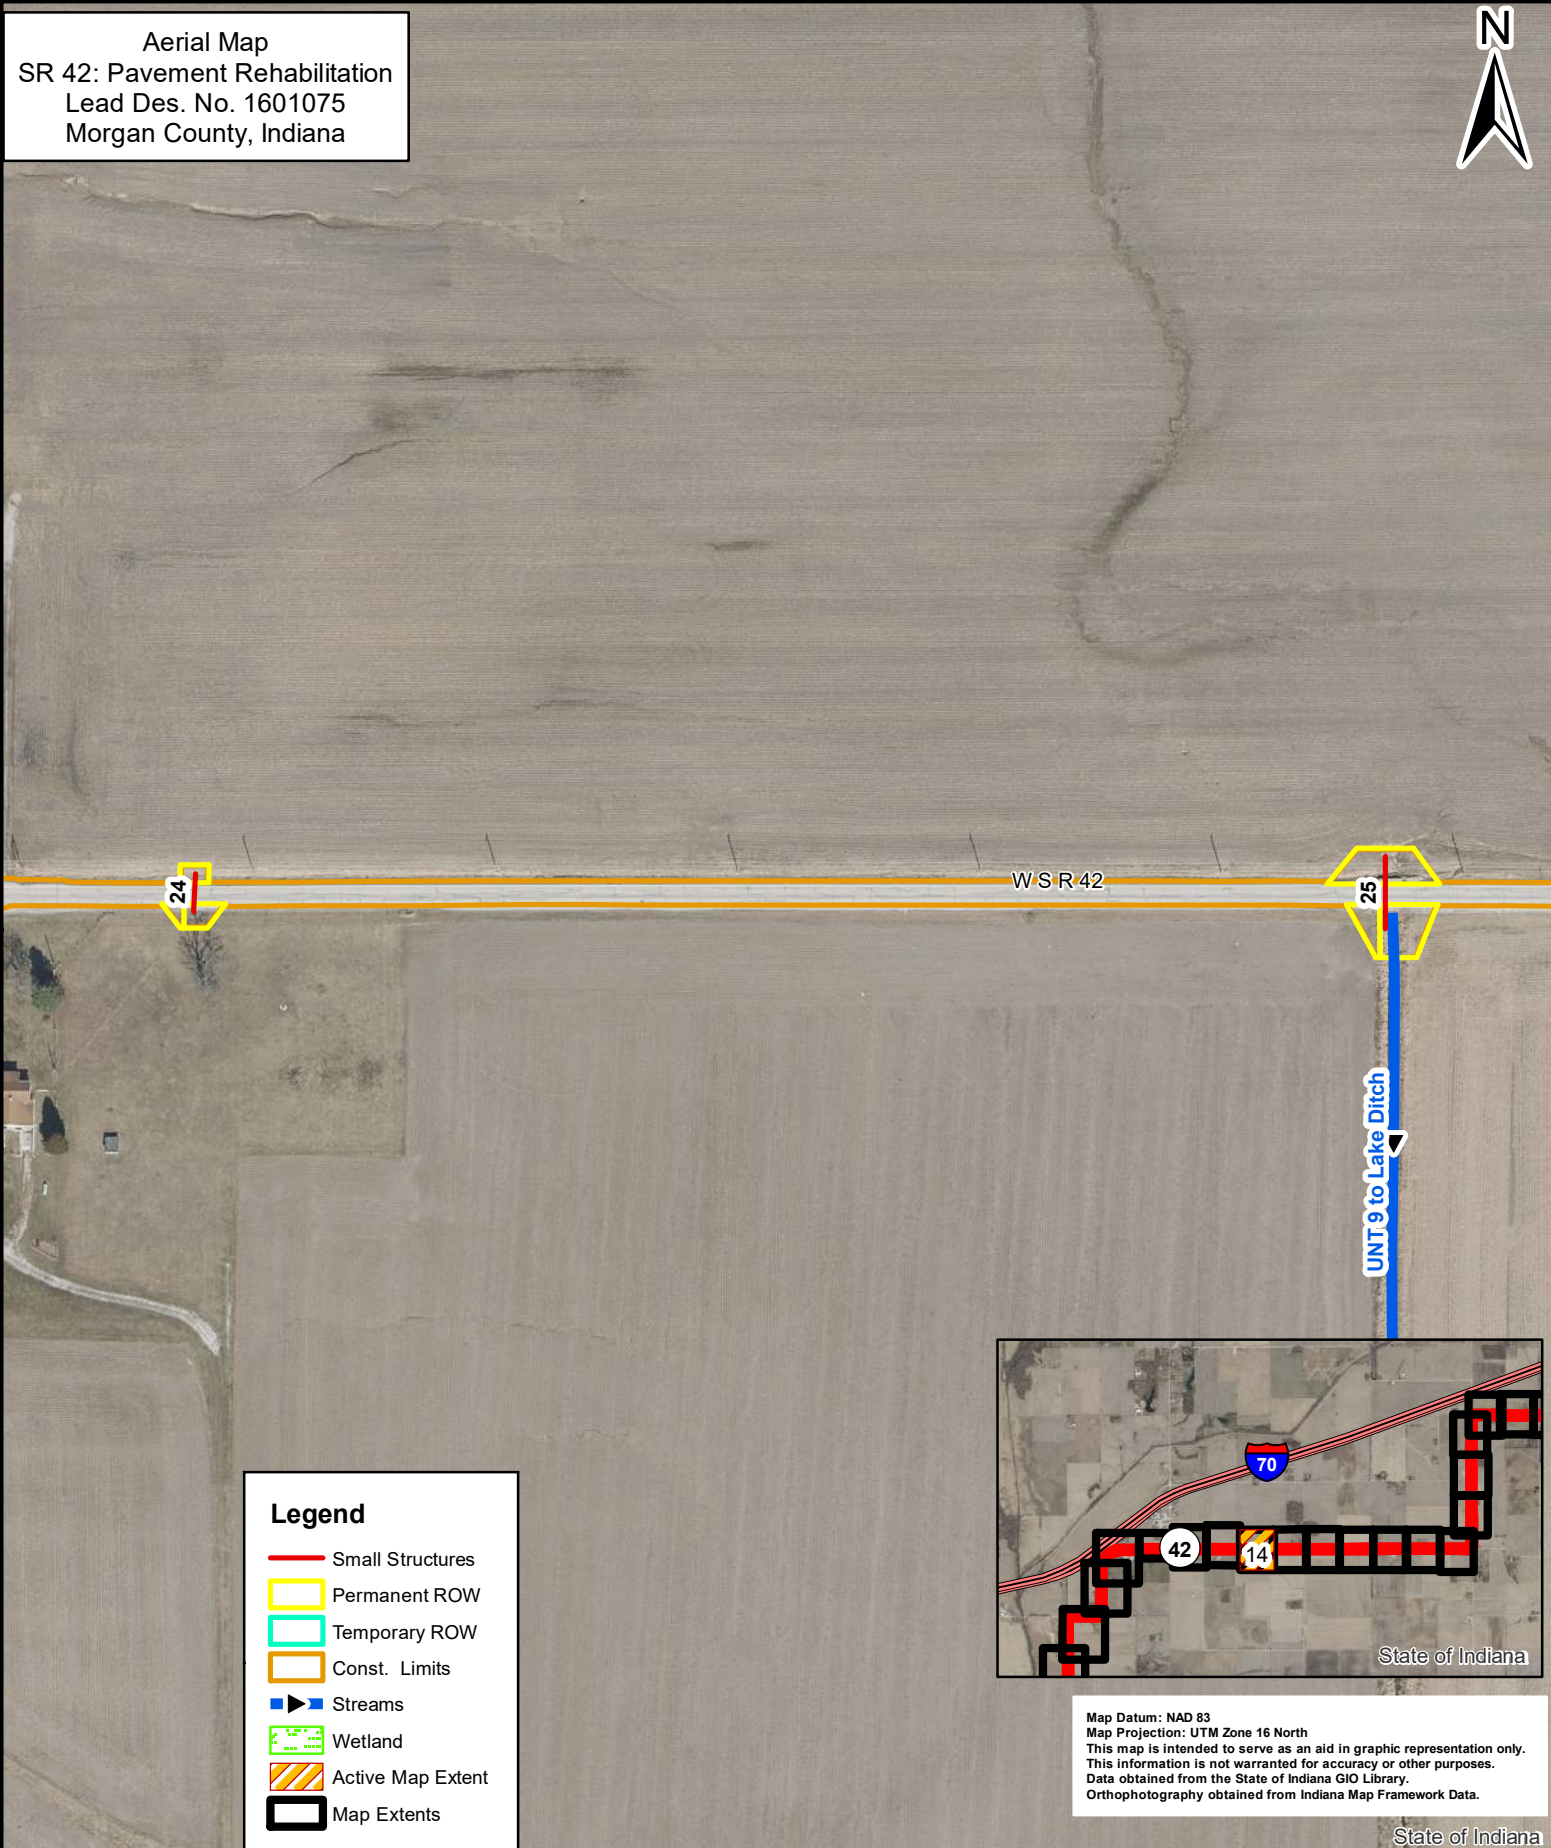 Aerial Map
SR 42: Pavement Rehabilitation
Lead Des. No. 1601075
Morgan County, Indiana
N
24
W S R 42
25
UNT 9 to Lake Ditch
Legend
Small Structures
Permanent ROW
Temporary ROW
Const. Limits
Streams
Wetland
Active Map Extent
Map Extents
70
42
14
State of Indiana
Map Datum: NAD 83
Map Projection: UTM Zone 16 North
This map is intended to serve as an aid in graphic representation only.
This information is not warranted for accuracy or other purposes.
Data obtained from the State of Indiana GIO Library.
Orthophotography obtained from Indiana Map Framework Data.
State of Indiana